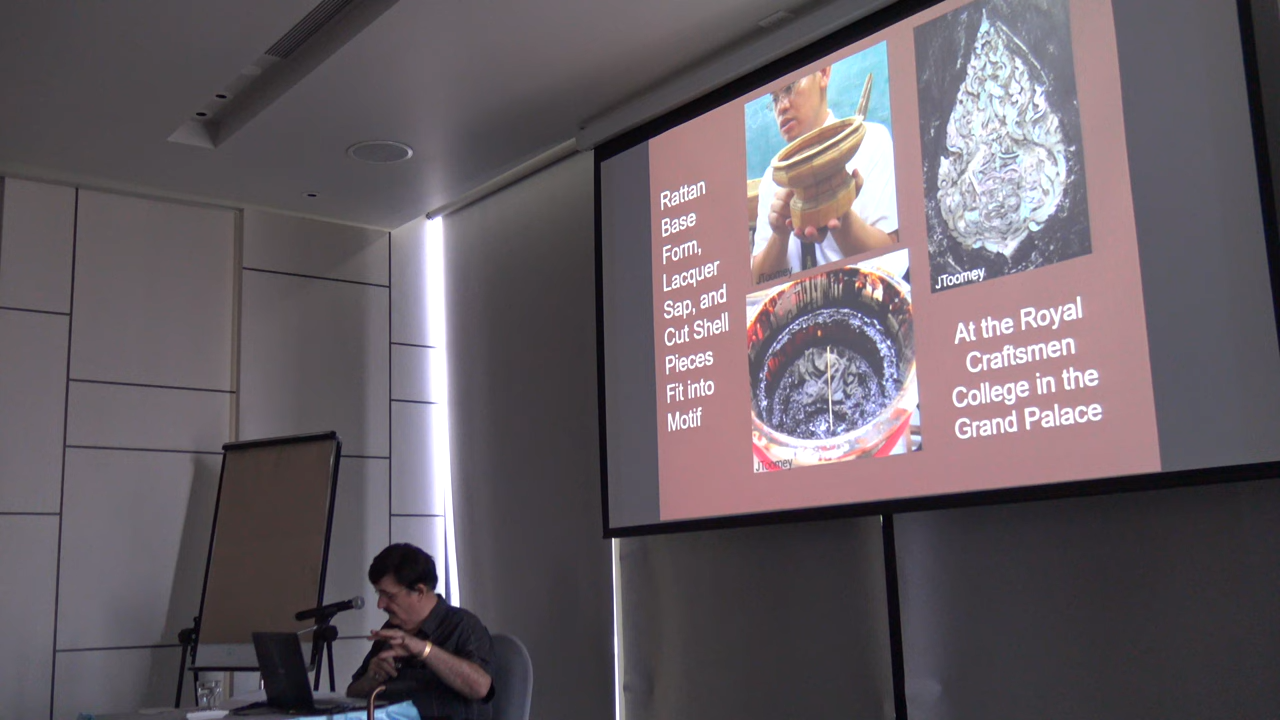 Rattan
Base
Form,
Lacquer
Sap, and
Cut Shell
Pieces
Fit into
Motif
JToomey
JToomey
JToomey
At the Royal
Craftsmen
College in the
Grand Palace